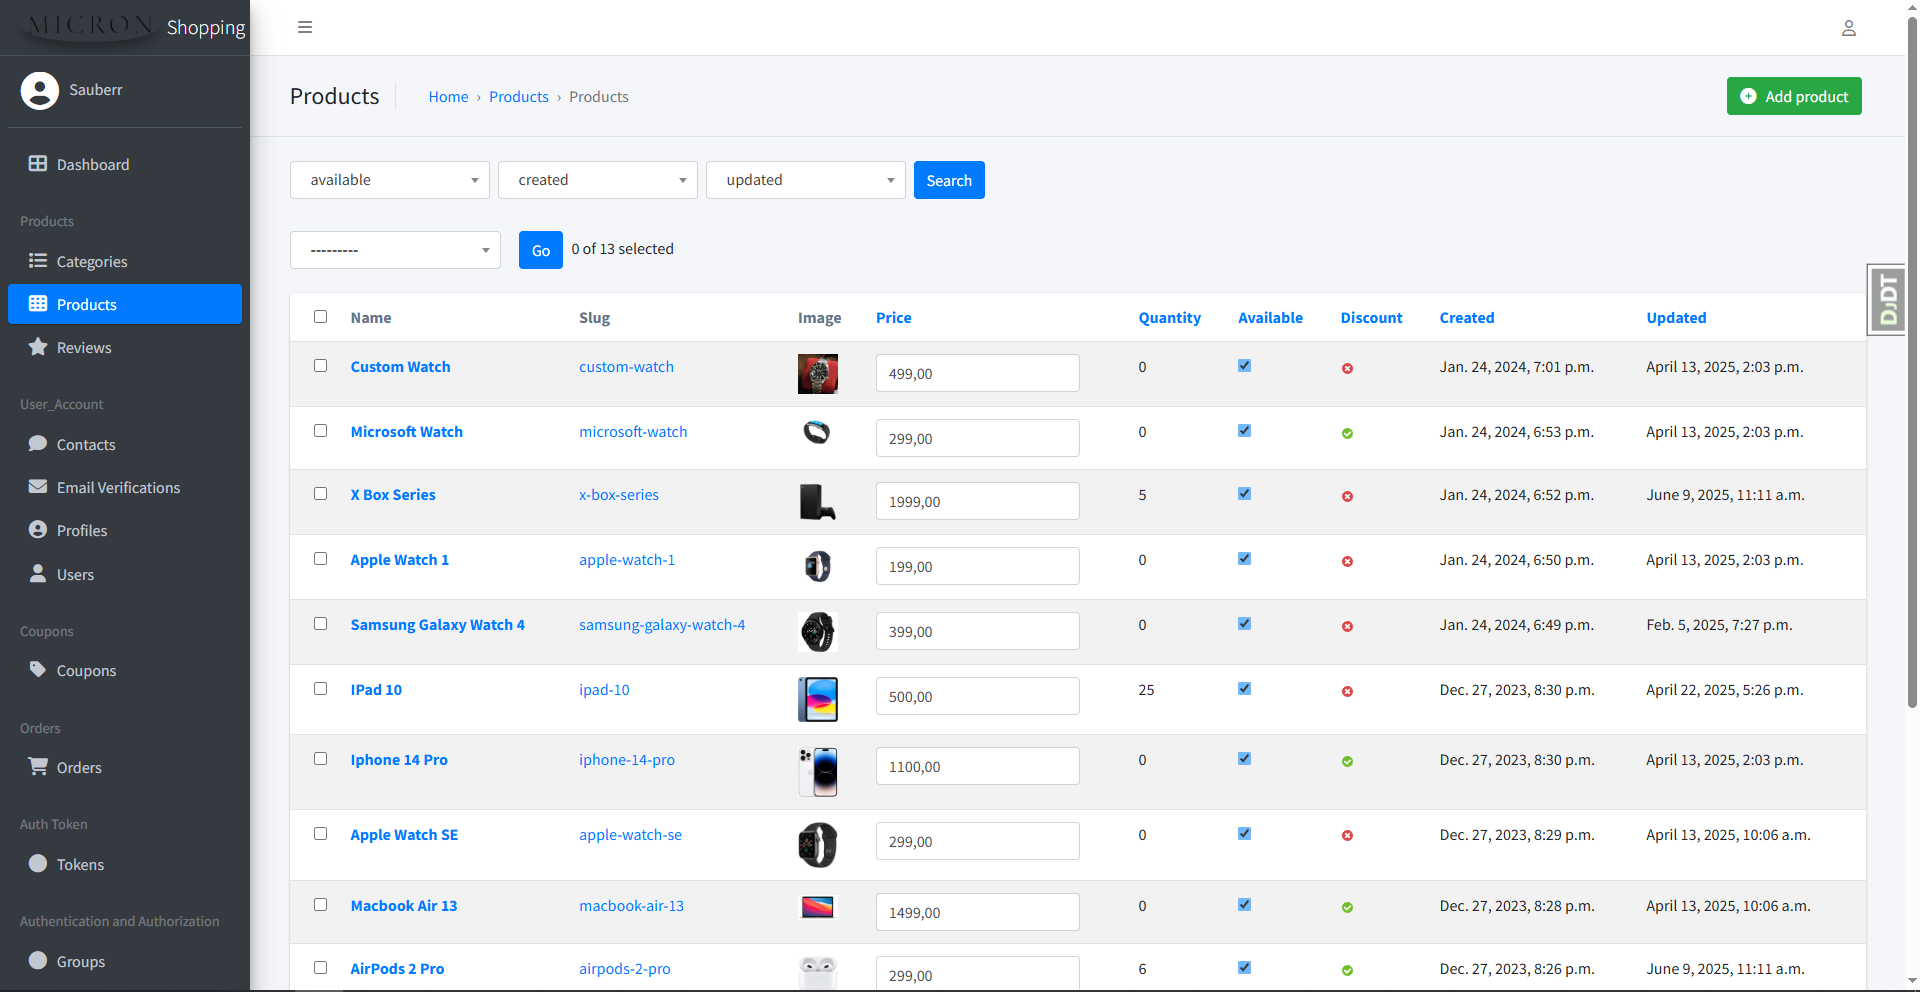 MICRON Shopping
Sauberr
Dashboard
Products
Categories
Products
Reviews
User_Account
Contacts
Email Verifications
Profiles
Users
Coupons
Coupons
Orders
Orders
Auth Token
Tokens
Authentication and Authorization
Groups
Products
Home › Products › Products
Add product
available created updated Search
--------- Go 0 of 13 selected
DJDT
Name Slug Image Price Quantity Available Discount Created Updated
Custom Watch custom-watch 499,00 0 Jan. 24, 2024, 7:01 p.m. April 13, 2025, 2:03 p.m.
Microsoft Watch microsoft-watch 299,00 0 Jan. 24, 2024, 6:53 p.m. April 13, 2025, 2:03 p.m.
X Box Series x-box-series 1999,00 5 Jan. 24, 2024, 6:52 p.m. June 9, 2025, 11:11 a.m.
Apple Watch 1 apple-watch-1 199,00 0 Jan. 24, 2024, 6:50 p.m. April 13, 2025, 2:03 p.m.
Samsung Galaxy Watch 4 samsung-galaxy-watch-4 399,00 0 Jan. 24, 2024, 6:49 p.m. Feb. 5, 2025, 7:27 p.m.
IPad 10 ipad-10 500,00 25 Dec. 27, 2023, 8:30 p.m. April 22, 2025, 5:26 p.m.
Iphone 14 Pro iphone-14-pro 1100,00 0 Dec. 27, 2023, 8:30 p.m. April 13, 2025, 2:03 p.m.
Apple Watch SE apple-watch-se 299,00 0 Dec. 27, 2023, 8:29 p.m. April 13, 2025, 10:06 a.m.
Macbook Air 13 macbook-air-13 1499,00 0 Dec. 27, 2023, 8:28 p.m. April 13, 2025, 10:06 a.m.
AirPods 2 Pro airpods-2-pro 299,00 6 Dec. 27, 2023, 8:26 p.m. June 9, 2025, 11:11 a.m.